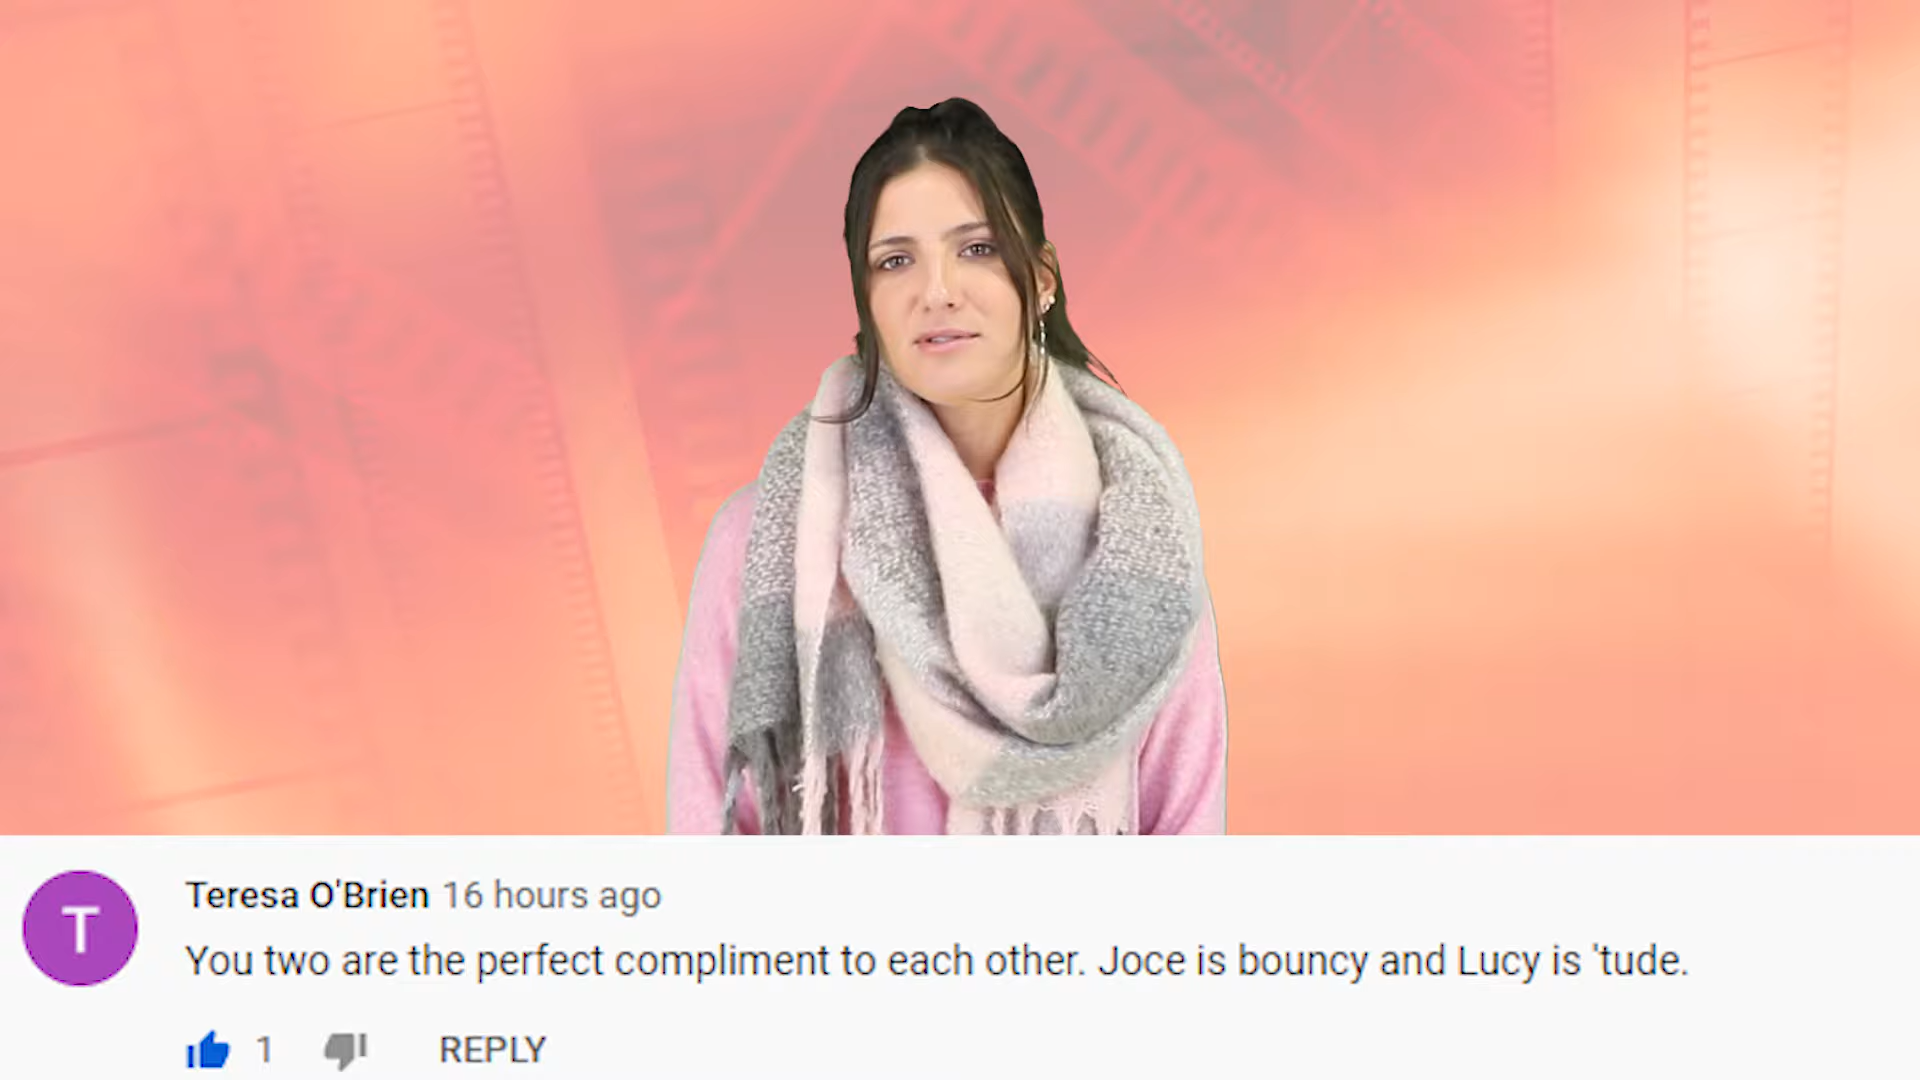 T
Teresa O'Brien 16 hours ago
You two are the perfect compliment to each other. Joce is bouncy and Lucy is 'tude.
1 REPLY